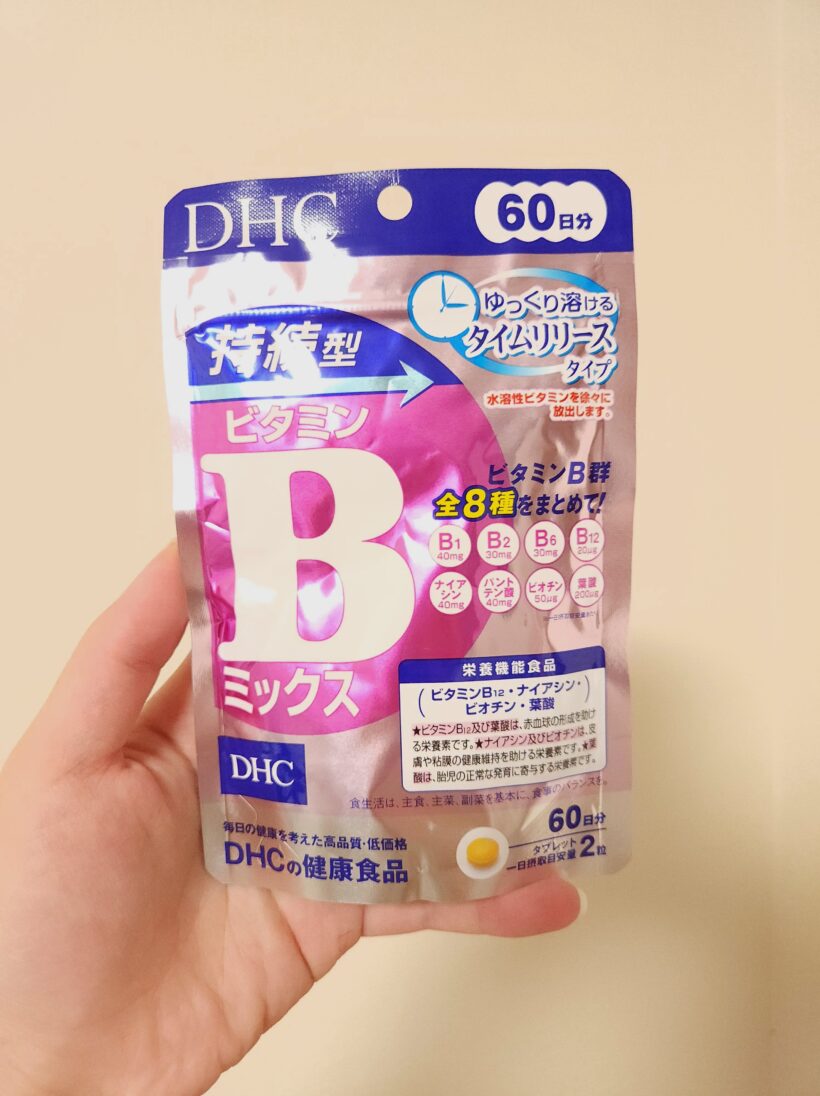 DHC
60日分
ゆっくり溶ける
タイムリリース
タイプ
水溶性ビタミンを徐々に
放出します。
持続型
ビタミン
B
ミックス
ビタミンB群
全8種をまとめて!
B1
40mg
B2
30mg
B6
30mg
B12
20μg
ナイア
シン
40mg
パント
テン酸
40mg
ビオチン
50μg
葉酸
200μg
※一日摂取目安量あたり
栄養機能食品
(ビタミンB12・ナイアシン・
ビオチン・葉酸)
★ビタミンB12及び葉酸は、赤血球の形成を助け
る栄養素です。★ナイアシン及びビオチンは、皮
膚や粘膜の健康維持を助ける栄養素です。★葉
酸は、胎児の正常な発育に寄与する栄養素です。
DHC
食生活は、主食、主菜、副菜を基本に、食事のバランスを。
毎日の健康を考えた高品質・低価格
DHCの健康食品
60日分
タブレット
一日摂取目安量2粒